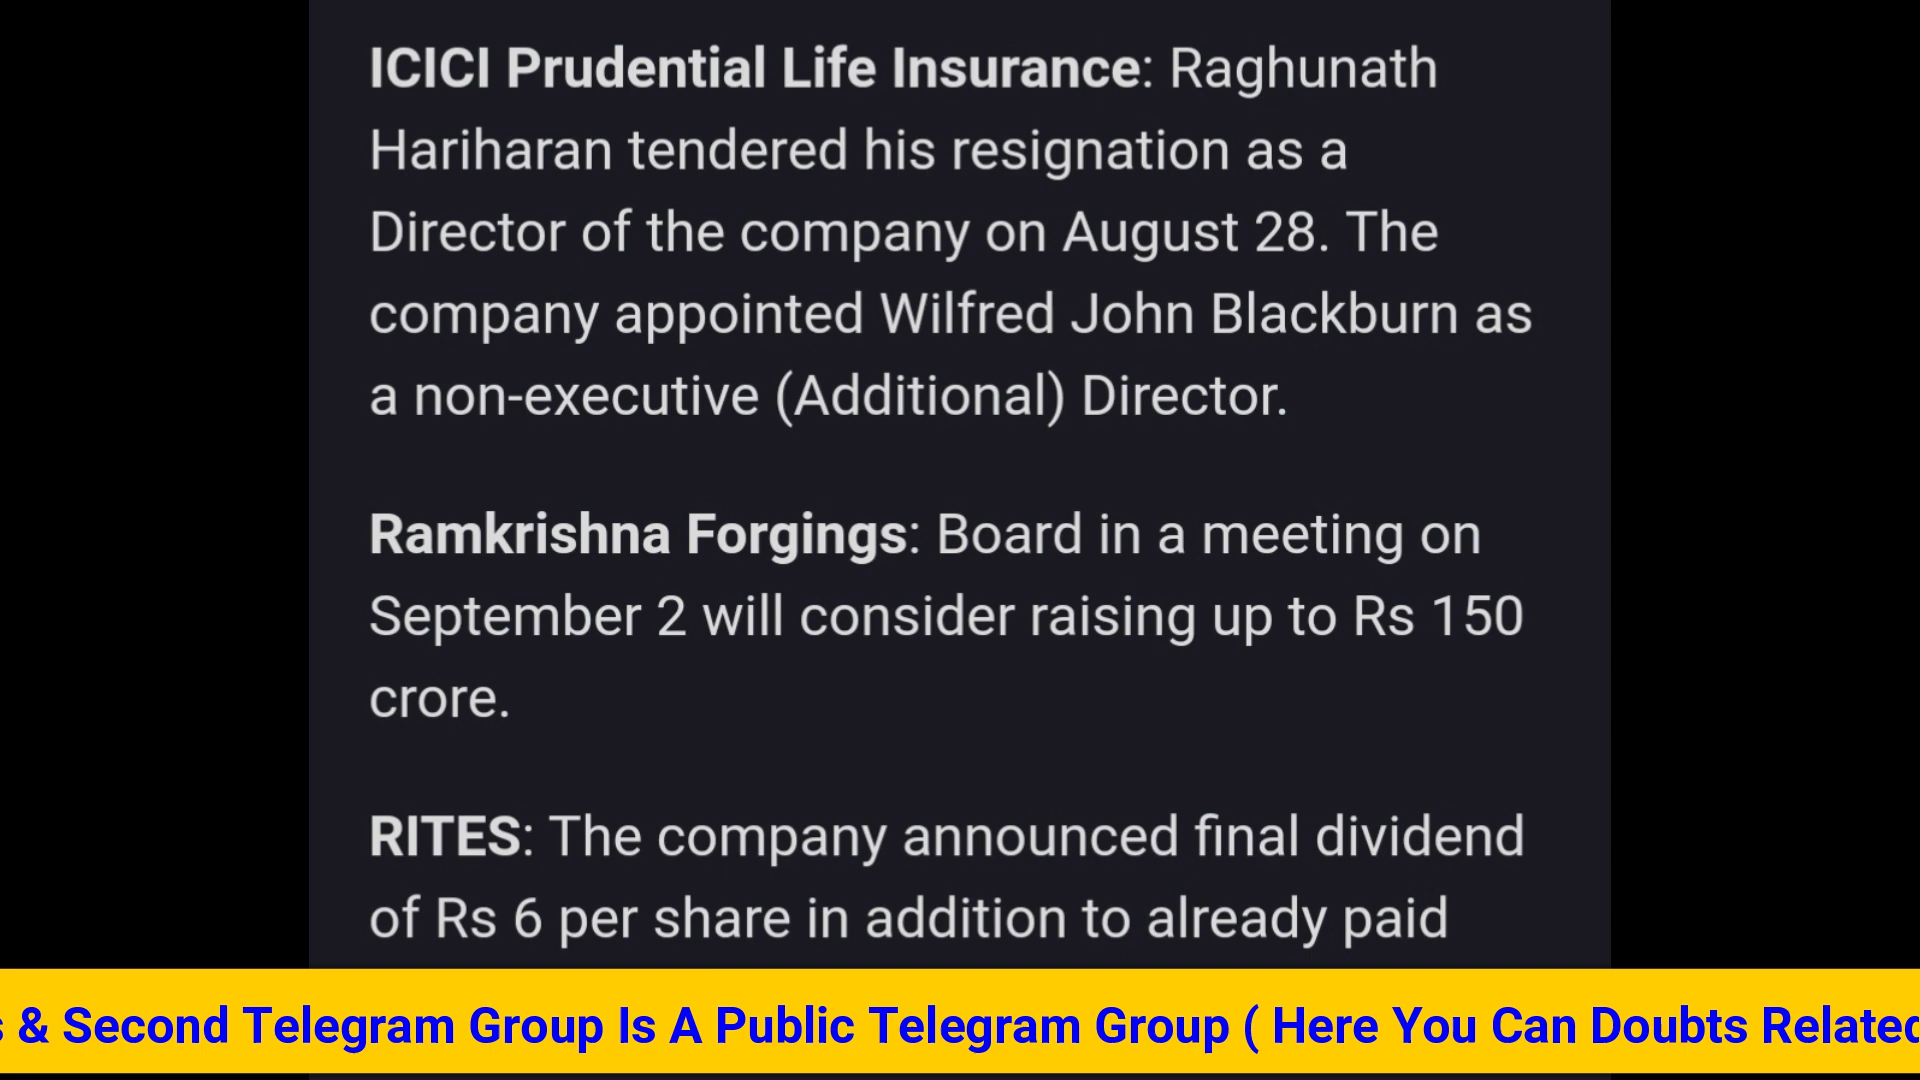 ICICI Prudential Life Insurance: Raghunath
Hariharan tendered his resignation as a
Director of the company on August 28. The
company appointed Wilfred John Blackburn as
a non-executive (Additional) Director.
Ramkrishna Forgings: Board in a meeting on
September 2 will consider raising up to Rs 150
crore.
RITES: The company announced final dividend
of Rs 6 per share in addition to already paid
& Second Telegram Group Is A Public Telegram Group ( Here You Can Doubts Related